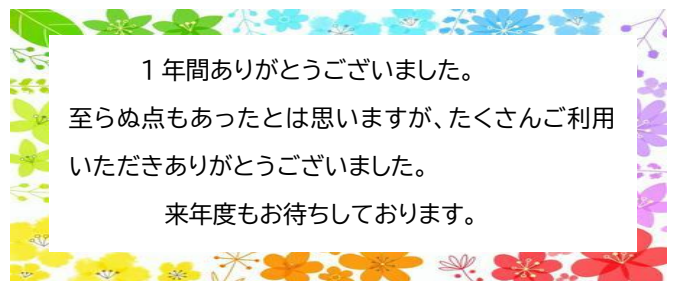 １年間ありがとうございました。
至らぬ点もあったとは思いますが、たくさんご利用
いただきありがとうございました。
来年度もお待ちしております。